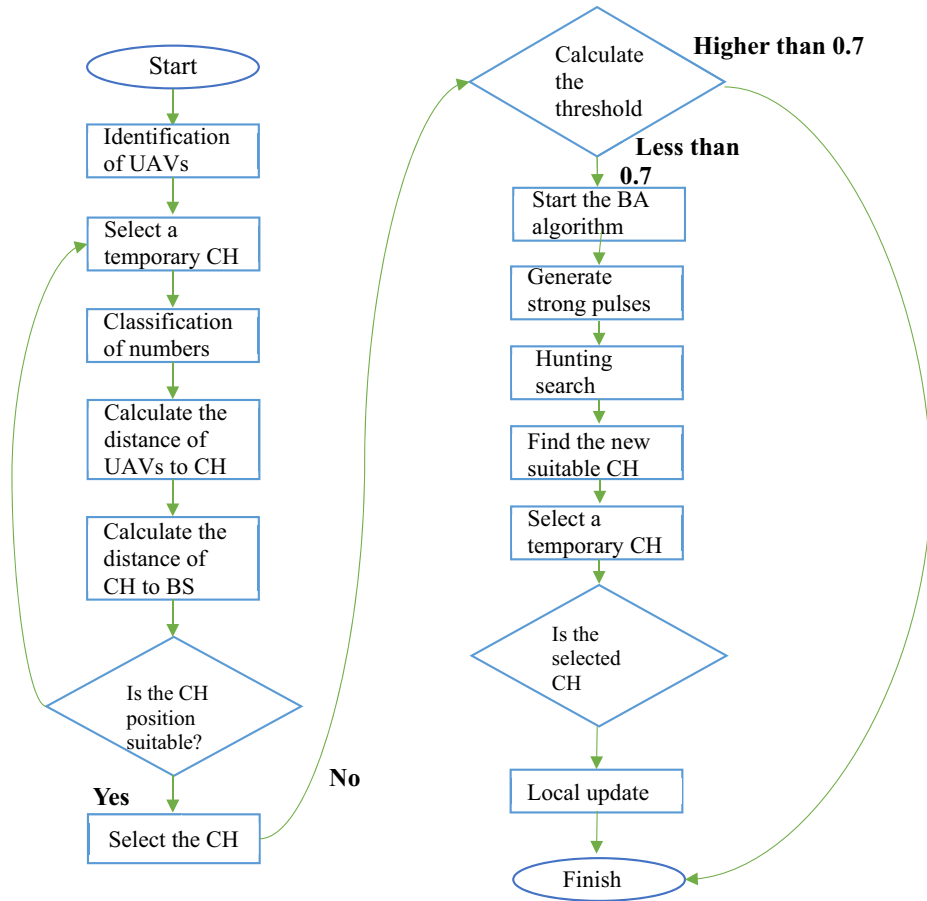 Start
Identification
of UAVs
Select a
temporary CH
Classification
of numbers
Calculate the
distance of
UAVs to CH
Calculate the
distance of
CH to BS
Is the CH
position
suitable?
Yes
No
Select the CH
Calculate
the
threshold
Higher than 0.7
Less than
0.7
Start the BA
algorithm
Generate
strong pulses
Hunting
search
Find the new
suitable CH
Select a
temporary CH
Is the
selected
CH
Local update
Finish